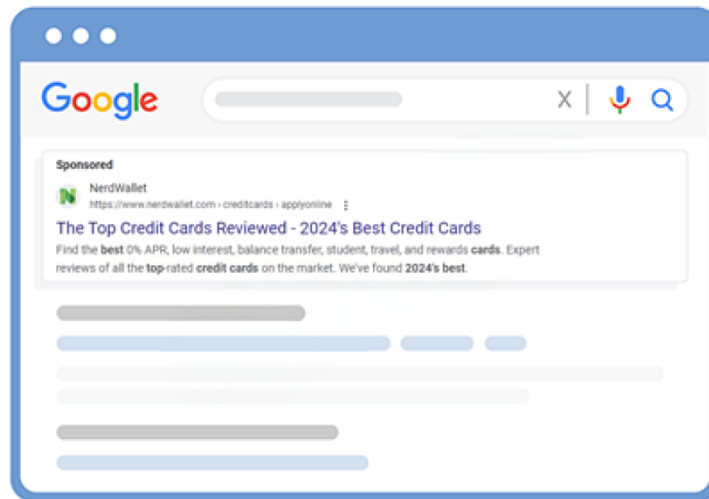 Google
X
Sponsored
NerdWallet
https://www.nerdwallet.com › creditcards › applyonline
The Top Credit Cards Reviewed - 2024's Best Credit Cards
Find the best 0% APR, low interest, balance transfer, student, travel, and rewards cards. Expert
reviews of all the top-rated credit cards on the market. We've found 2024's best.